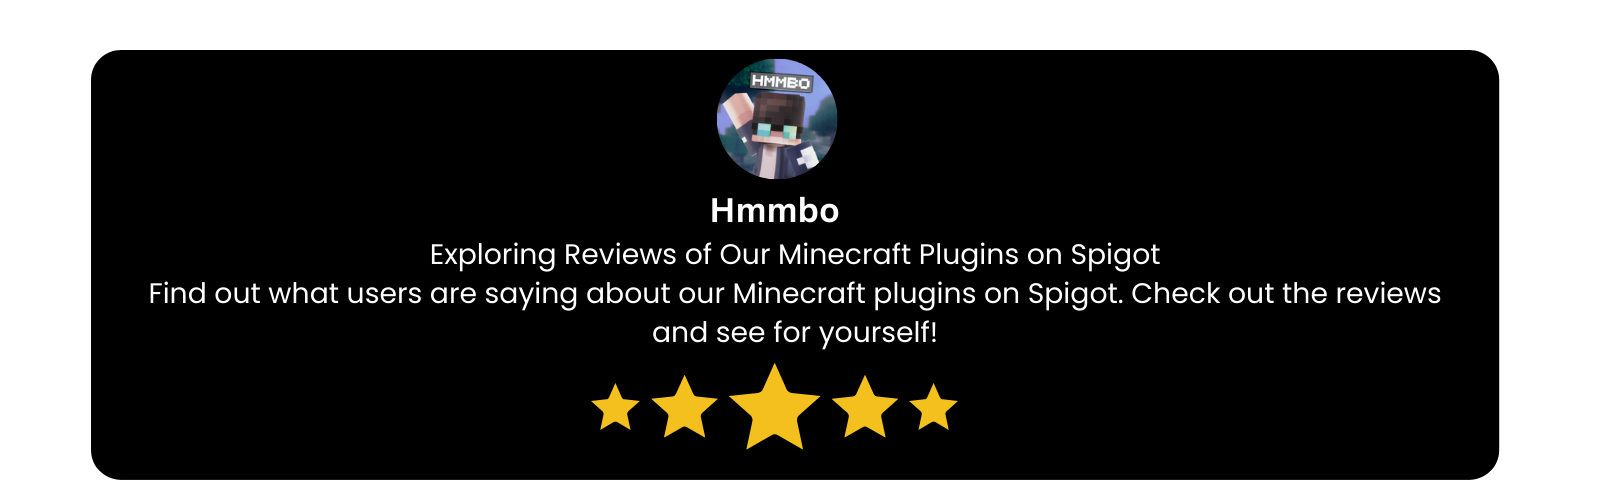 HMMBO
Hmmbo
Exploring Reviews of Our Minecraft Plugins on Spigot
Find out what users are saying about our Minecraft plugins on Spigot. Check out the reviews
and see for yourself!